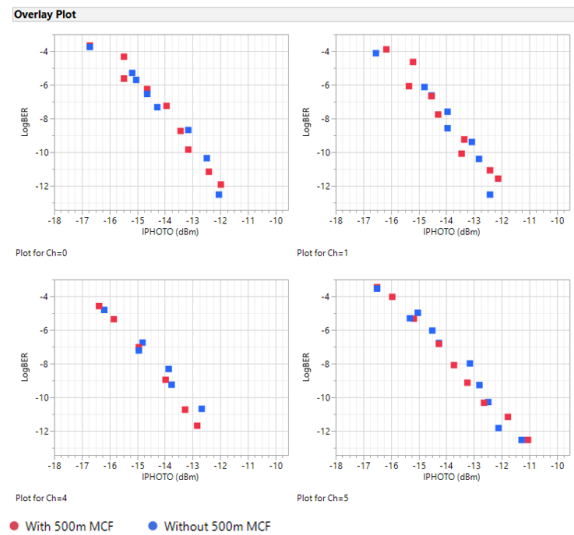 Overlay Plot
-4
-6
-8
-10
-12
LogBER
-18 -17 -16 -15 -14 -13 -12 -11 -10
IPHOTO (dBm)
Plot for Ch=0
-4
-6
-8
-10
-12
LogBER
-18 -17 -16 -15 -14 -13 -12 -11 -10
IPHOTO (dBm)
Plot for Ch=1
-4
-6
-8
-10
-12
LogBER
-18 -17 -16 -15 -14 -13 -12 -11 -10
IPHOTO (dBm)
Plot for Ch=4
-4
-6
-8
-10
-12
LogBER
-18 -17 -16 -15 -14 -13 -12 -11 -10
IPHOTO (dBm)
Plot for Ch=5
With 500m MCF Without 500m MCF